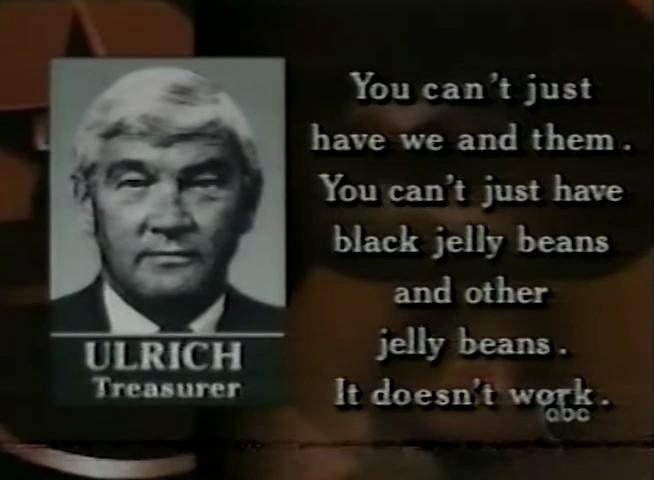 You can't just
have we and them.
You can't just have
black jelly beans
and other
jelly beans.
It doesn't work.
ULRICH
Treasurer
abc